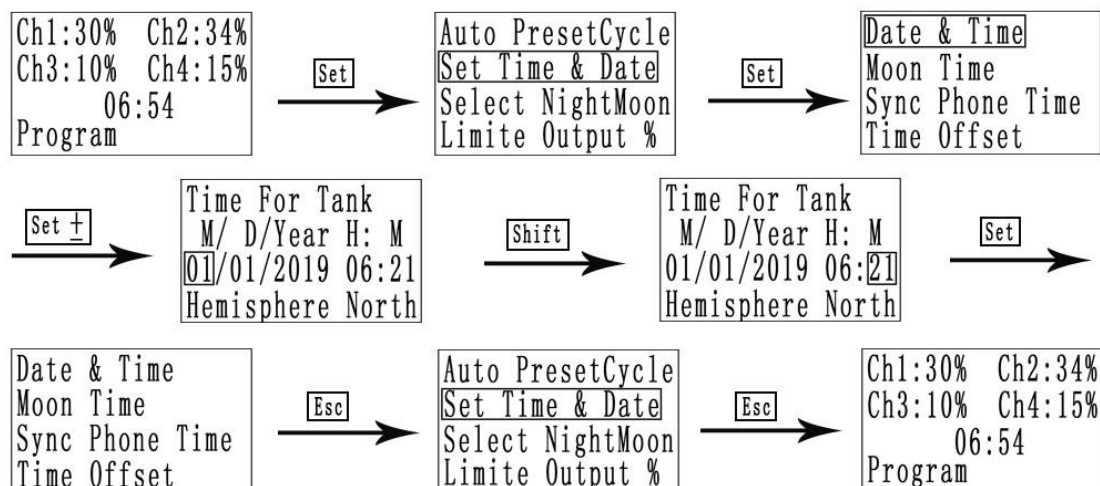 Ch1:30% Ch2:34%
Ch3:10% Ch4:15%
06:54
Program
Set
Auto PresetCycle
Set Time & Date
Select NightMoon
Limite Output %
Set
Date & Time
Moon Time
Sync Phone Time
Time Offset
Set ±
Time For Tank
M/ D/Year H: M
01/01/2019 06:21
Hemisphere North
Shift
Time For Tank
M/ D/Year H: M
01/01/2019 06:21
Hemisphere North
Set
Date & Time
Moon Time
Sync Phone Time
Time Offset
Esc
Auto PresetCycle
Set Time & Date
Select NightMoon
Limite Output %
Esc
Ch1:30% Ch2:34%
Ch3:10% Ch4:15%
06:54
Program